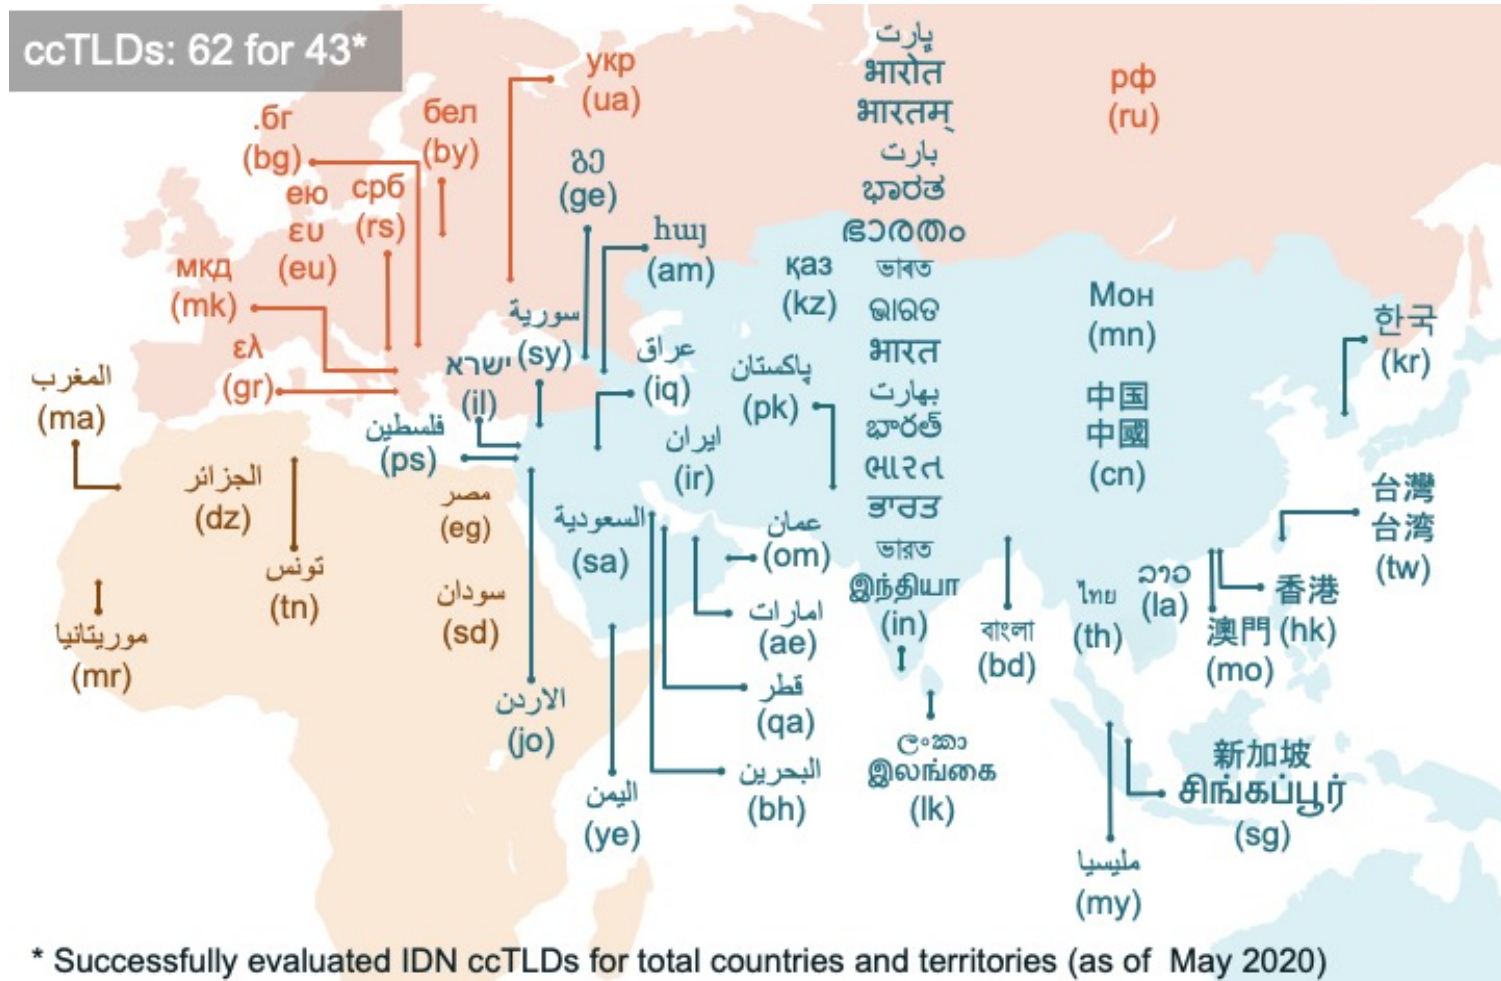 ccTLDs: 62 for 43*
укр
(ua)
پارت
भारोत
भारतम्
بارت
ಭಾರತ
ഭാരതം
ভাৰত
ଭାରତ
भारत
بھارت
భారత్
ભારત
ਭਾਰਤ
ভারত
இந்தியா
(in)
рф
(ru)
.бг
(bg)
бел
(by)
ею
ευ
(eu)
срб
(rs)
გე
(ge)
հայ
(am)
мкд
(mk)
қаз
(kz)
Мон
(mn)
한국
(kr)
ελ
(gr)
سورية
(sy)
ישרא
(il)
عراق
(iq)
پاکستان
(pk)
المغرب
(ma)
中国
中國
(cn)
فلسطين
(ps)
ایران
(ir)
الجزائر
(dz)
مصر
(eg)
السعودية
(sa)
عمان
(om)
台灣
台湾
(tw)
تونس
(tn)
سودان
(sd)
امارات
(ae)
বাংলা
(bd)
ไทย
(th)
ລາວ
(la)
香港
(hk)
澳門
(mo)
موريتانيا
(mr)
الاردن
(jo)
قطر
(qa)
البحرين
(bh)
اليمن
(ye)
ලංකා
இலங்கை
(lk)
新加坡
சிங்கப்பூர்
(sg)
مليسيا
(my)
* Successfully evaluated IDN ccTLDs for total countries and territories (as of May 2020)